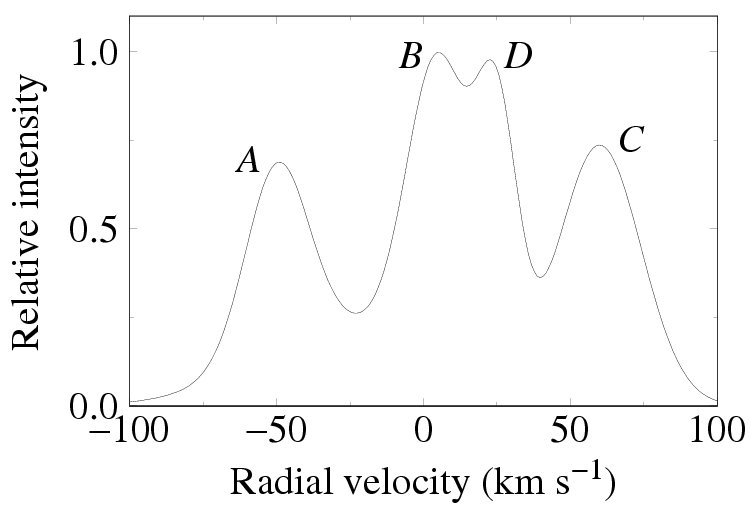 1.0
B
D
A
C
0.5
0.0
−100
−50
0
50
100
Relative intensity
Radial velocity (km s⁻¹)